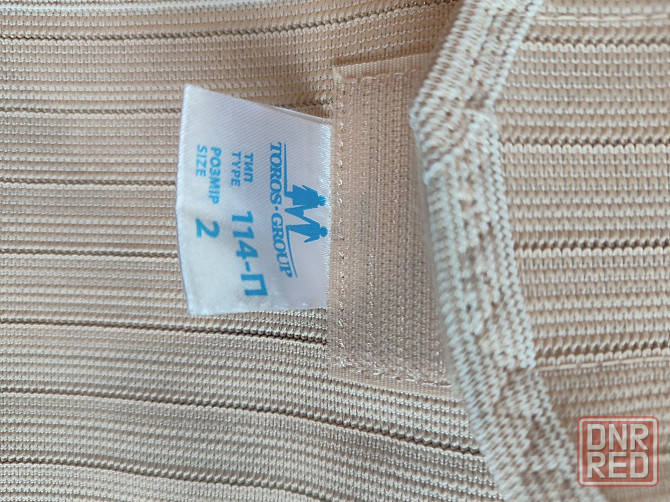 TOROS-GROUP
ТИП
TYPE 114-П
РОЗМІР
SIZE 2
DNR
RED